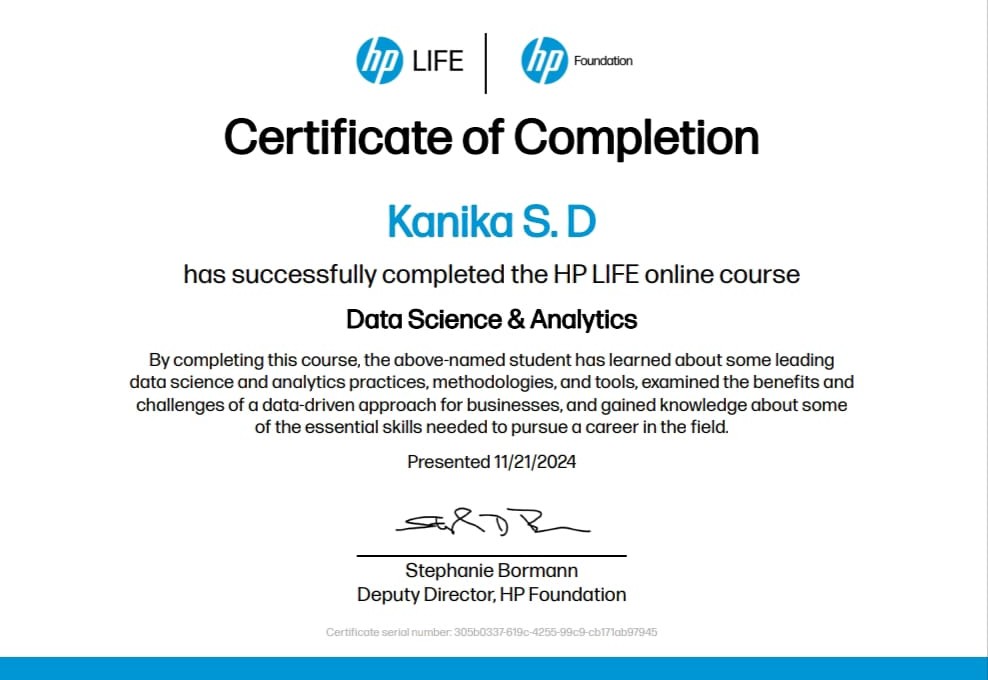 hp LIFE | hp Foundation
Certificate of Completion
Kanika S. D
has successfully completed the HP LIFE online course
Data Science & Analytics
By completing this course, the above-named student has learned about some leading
data science and analytics practices, methodologies, and tools, examined the benefits and
challenges of a data-driven approach for businesses, and gained knowledge about some
of the essential skills needed to pursue a career in the field.
Presented 11/21/2024
Stephanie Bormann
Deputy Director, HP Foundation
Certificate serial number: 305b0337-619c-4255-99c9-cb171ab97945